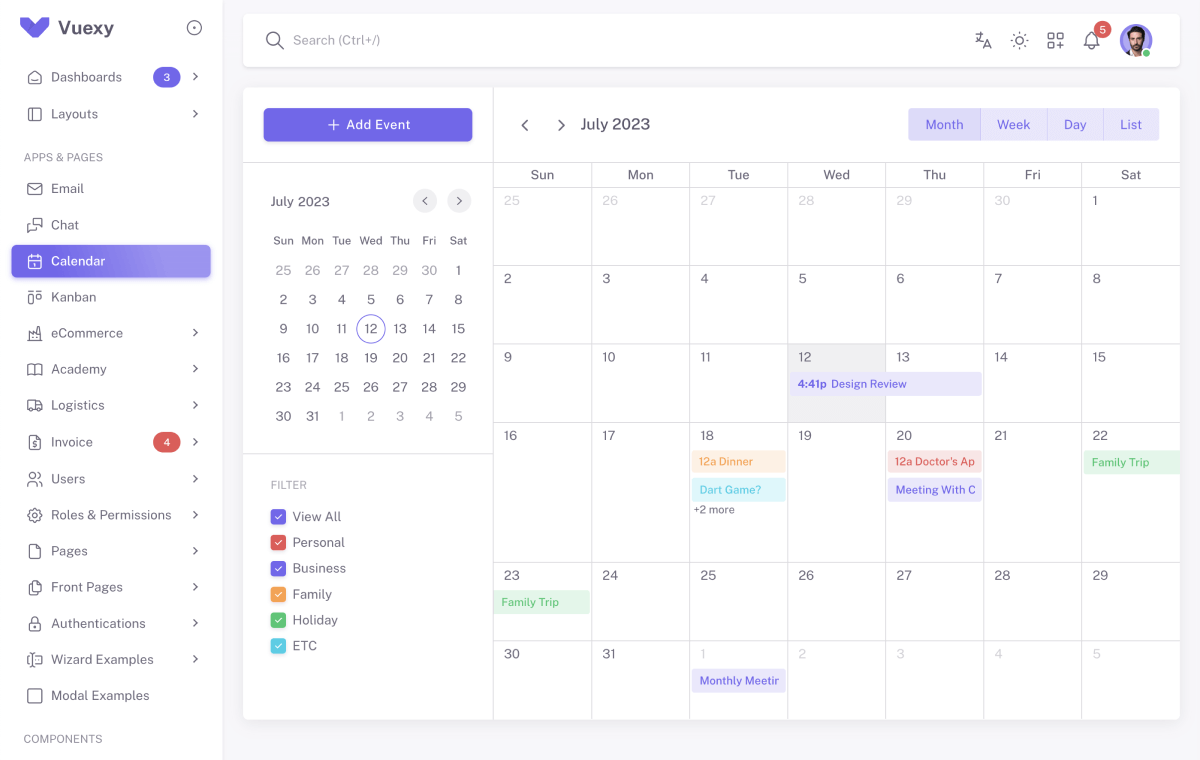 Vuexy
Search (Ctrl+/)
5
Dashboards 3
Layouts
APPS & PAGES
Email
Chat
Calendar
Kanban
eCommerce
Academy
Logistics
Invoice 4
Users
Roles & Permissions
Pages
Front Pages
Authentications
Wizard Examples
Modal Examples
COMPONENTS
Add Event
July 2023
Sun Mon Tue Wed Thu Fri Sat
25 26 27 28 29 30 1
2 3 4 5 6 7 8
9 10 11 12 13 14 15
16 17 18 19 20 21 22
23 24 25 26 27 28 29
30 31 1 2 3 4 5
FILTER
View All
Personal
Business
Family
Holiday
ETC
July 2023
Month Week Day List
Sun Mon Tue Wed Thu Fri Sat
25 26 27 28 29 30 1
2 3 4 5 6 7 8
9 10 11 12 13 14 15
4:41p Design Review
16 17 18 19 20 21 22
12a Dinner 12a Doctor's Ap Family Trip
Dart Game? Meeting With C
+2 more
23 24 25 26 27 28 29
Family Trip
30 31 1 2 3 4 5
Monthly Meetir